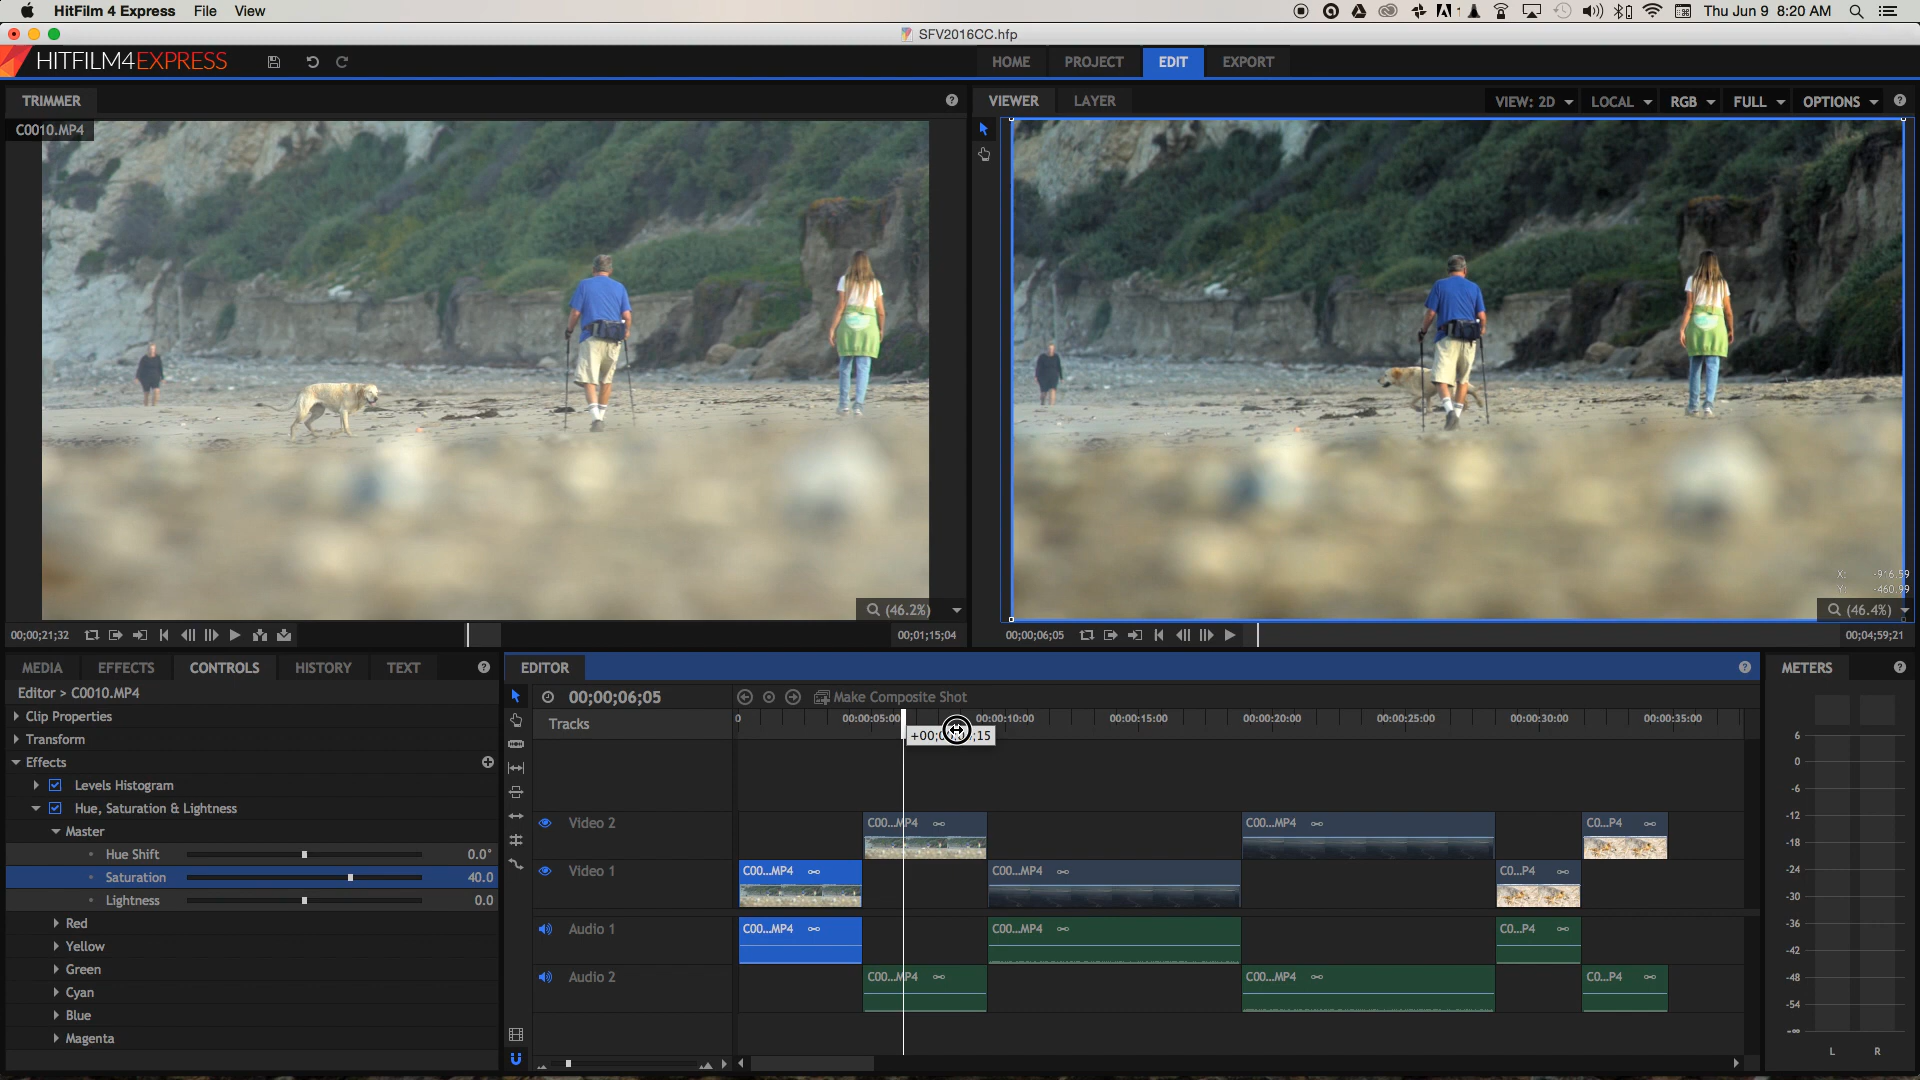 HitFilm 4 Express File View
Thu Jun 9 8:20 AM
SFV2016CC.hfp
HITFILM4EXPRESS
HOME PROJECT EDIT EXPORT
TRIMMER
VIEWER LAYER
VIEW: 2D LOCAL RGB FULL OPTIONS
C0010.MP4
X: -916.59
Y: -460.99
(46.2%)
(46.4%)
00;00;21;32
00;01;15;04
00;00;06;05
00;04;59;21
MEDIA EFFECTS CONTROLS HISTORY TEXT
EDITOR
METERS
Editor > C0010.MP4
00;00;06;05
Make Composite Shot
Clip Properties
Tracks
0 00:00:05:00 00:00:10:00 00:00:15:00 00:00:20:00 00:00:25:00 00:00:30:00 00:00:35:00
Transform
Effects
Levels Histogram
Hue, Saturation & Lightness
Master
Hue Shift 0.0°
Saturation 40.0
Lightness 0.0
Red
Yellow
Green
Cyan
Blue
Magenta
Video 2
C00...MP4
C00...MP4
C0...P4
Video 1
C00...MP4
C00...MP4
C0...P4
Audio 1
C00...MP4
C00...MP4
C0...P4
Audio 2
C00...MP4
C00...MP4
C0...P4
6
0
-6
-12
-18
-24
-30
-36
-42
-48
-54
-∞
L R